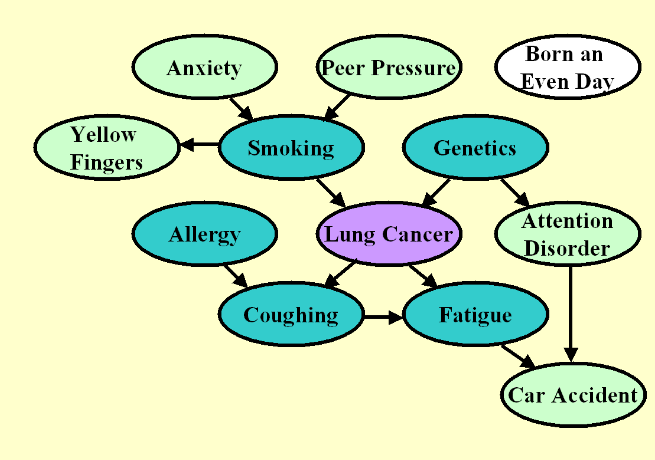 Anxiety
Peer Pressure
Born an
Even Day
Yellow
Fingers
Smoking
Genetics
Allergy
Lung Cancer
Attention
Disorder
Coughing
Fatigue
Car Accident